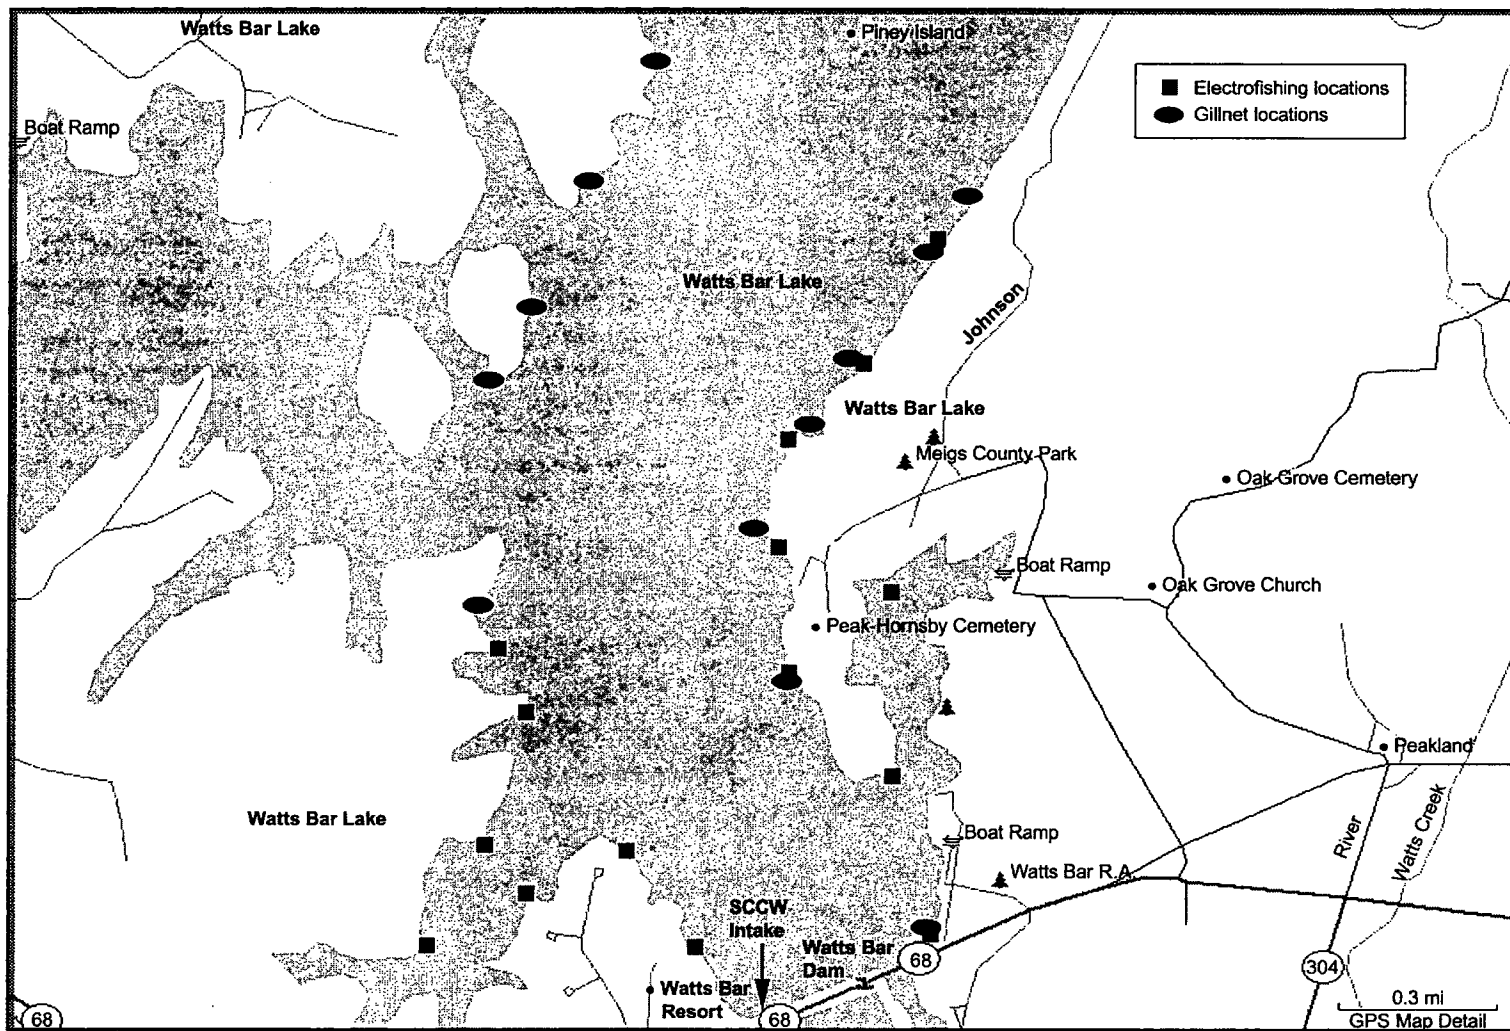 Watts Bar Lake
Piney Island
Electrofishing locations
Gillnet locations
Boat Ramp
Watts Bar Lake
Johnson
Watts Bar Lake
Meigs County Park
Oak Grove Cemetery
Boat Ramp
Oak Grove Church
Peak-Hornsby Cemetery
Peakland
Watts Bar Lake
Boat Ramp
River
Watts Creek
Watts Bar R.A.
SCCW
Intake
Watts Bar
Dam
68
304
Watts Bar
Resort
68
68
0.3 mi
GPS Map Detail